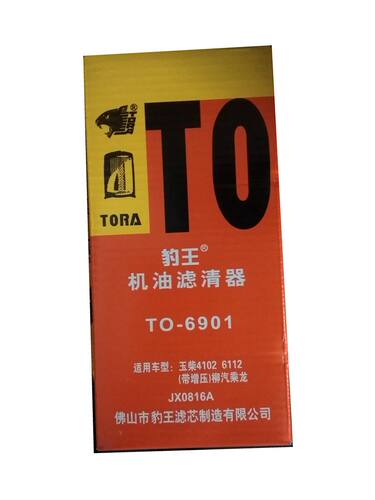 TO
TORA
豹王®
机油滤清器
TO-6901
适用车型：玉柴4102 6112
(带增压)柳汽乘龙
JX0816A
佛山市豹王滤芯制造有限公司